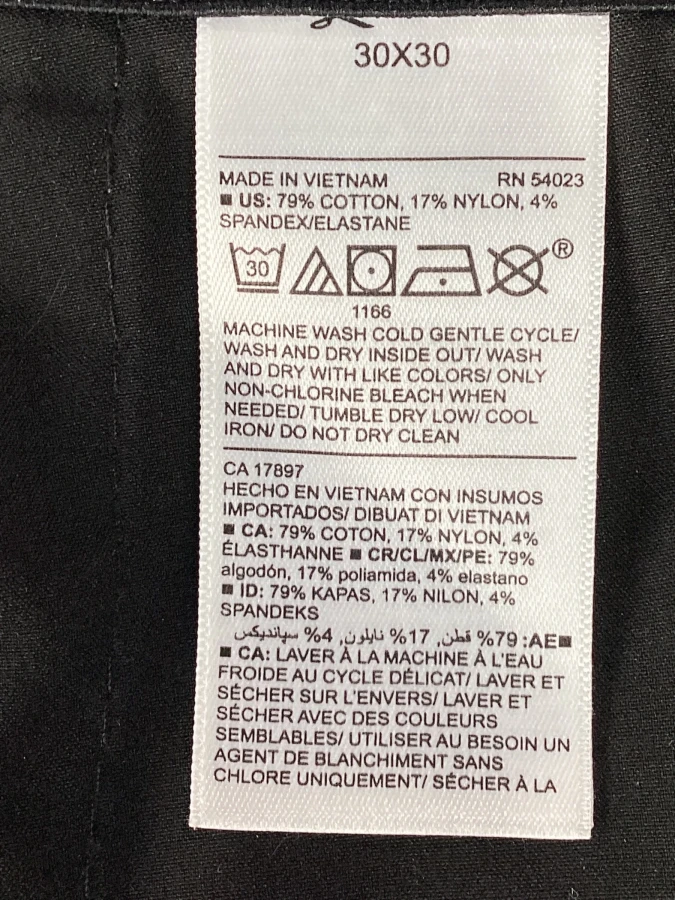 30X30
MADE IN VIETNAM RN 54023
■ US: 79% COTTON, 17% NYLON, 4%
SPANDEX/ELASTANE
30 ®
1166
MACHINE WASH COLD GENTLE CYCLE/
WASH AND DRY INSIDE OUT/ WASH
AND DRY WITH LIKE COLORS/ ONLY
NON-CHLORINE BLEACH WHEN
NEEDED/ TUMBLE DRY LOW/ COOL
IRON/ DO NOT DRY CLEAN
CA 17897
HECHO EN VIETNAM CON INSUMOS
IMPORTADOS/ DIBUAT DI VIETNAM
■ CA: 79% COTON, 17% NYLON, 4%
ÉLASTHANNE ■ CR/CL/MX/PE: 79%
algodón, 17% poliamida, 4% elastano
■ ID: 79% KAPAS, 17% NILON, 4%
SPANDEKS
■AE: 79% قطن, 17% نايلون, 4% سپانديكس
■ CA: LAVER À LA MACHINE À L'EAU
FROIDE AU CYCLE DÉLICAT/ LAVER ET
SÉCHER SUR L'ENVERS/ LAVER ET
SÉCHER AVEC DES COULEURS
SEMBLABLES/ UTILISER AU BESOIN UN
AGENT DE BLANCHIMENT SANS
CHLORE UNIQUEMENT/ SÉCHER À LA